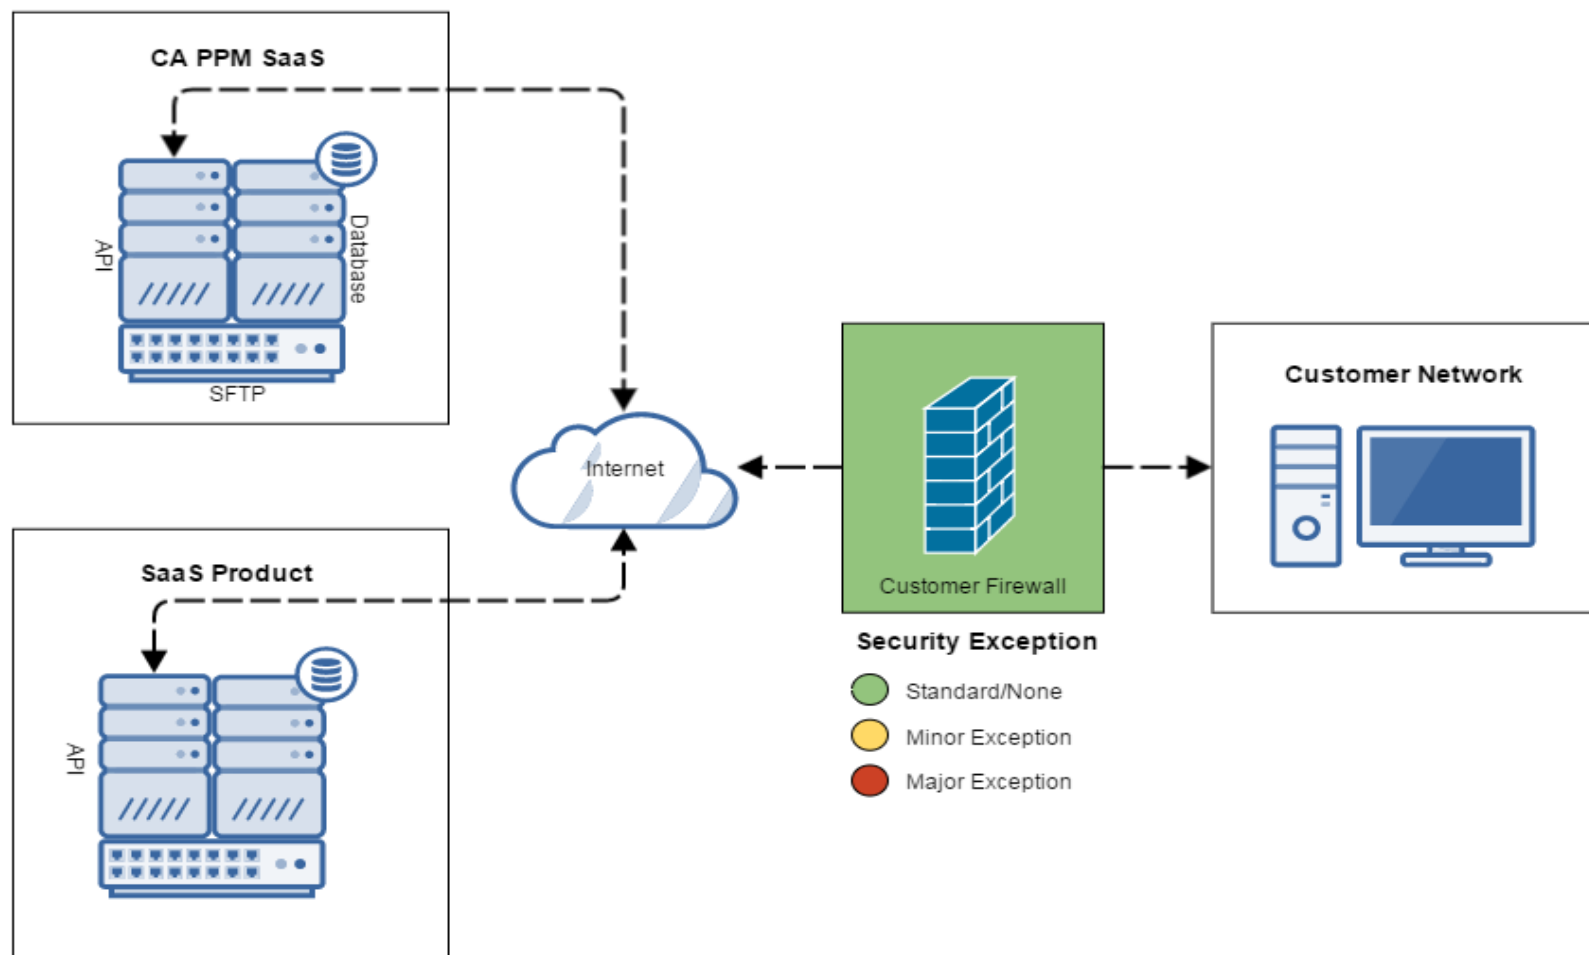 CA PPM SaaS
API
Database
SFTP
Internet
SaaS Product
API
Customer Firewall
Customer Network
Security Exception
Standard/None
Minor Exception
Major Exception